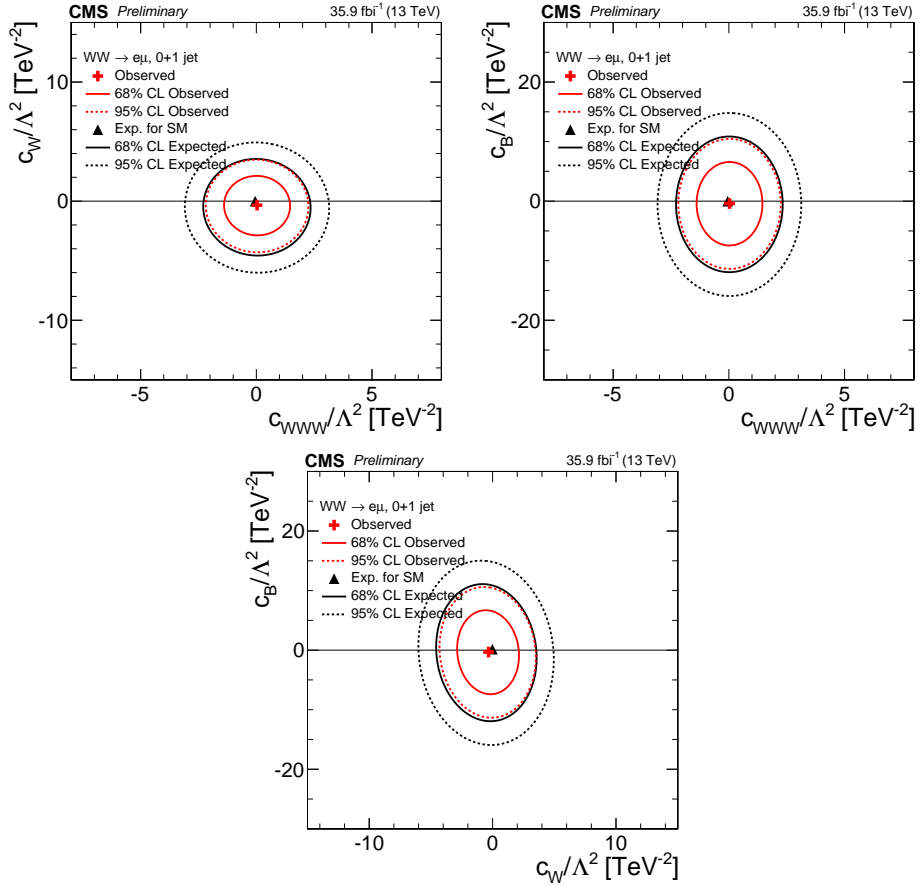 CMS Preliminary 35.9 fbi⁻¹ (13 TeV)
c_W/Λ² [TeV⁻²]
WW → eμ, 0+1 jet
Observed
68% CL Observed
95% CL Observed
Exp. for SM
68% CL Expected
95% CL Expected
10
0
-10
-5 0 5
c_WWW/Λ² [TeV⁻²]
CMS Preliminary 35.9 fbi⁻¹ (13 TeV)
c_B/Λ² [TeV⁻²]
WW → eμ, 0+1 jet
Observed
68% CL Observed
95% CL Observed
Exp. for SM
68% CL Expected
95% CL Expected
20
0
-20
-5 0 5
c_WWW/Λ² [TeV⁻²]
CMS Preliminary 35.9 fbi⁻¹ (13 TeV)
c_B/Λ² [TeV⁻²]
WW → eμ, 0+1 jet
Observed
68% CL Observed
95% CL Observed
Exp. for SM
68% CL Expected
95% CL Expected
20
0
-20
-10 0 10
c_W/Λ² [TeV⁻²]